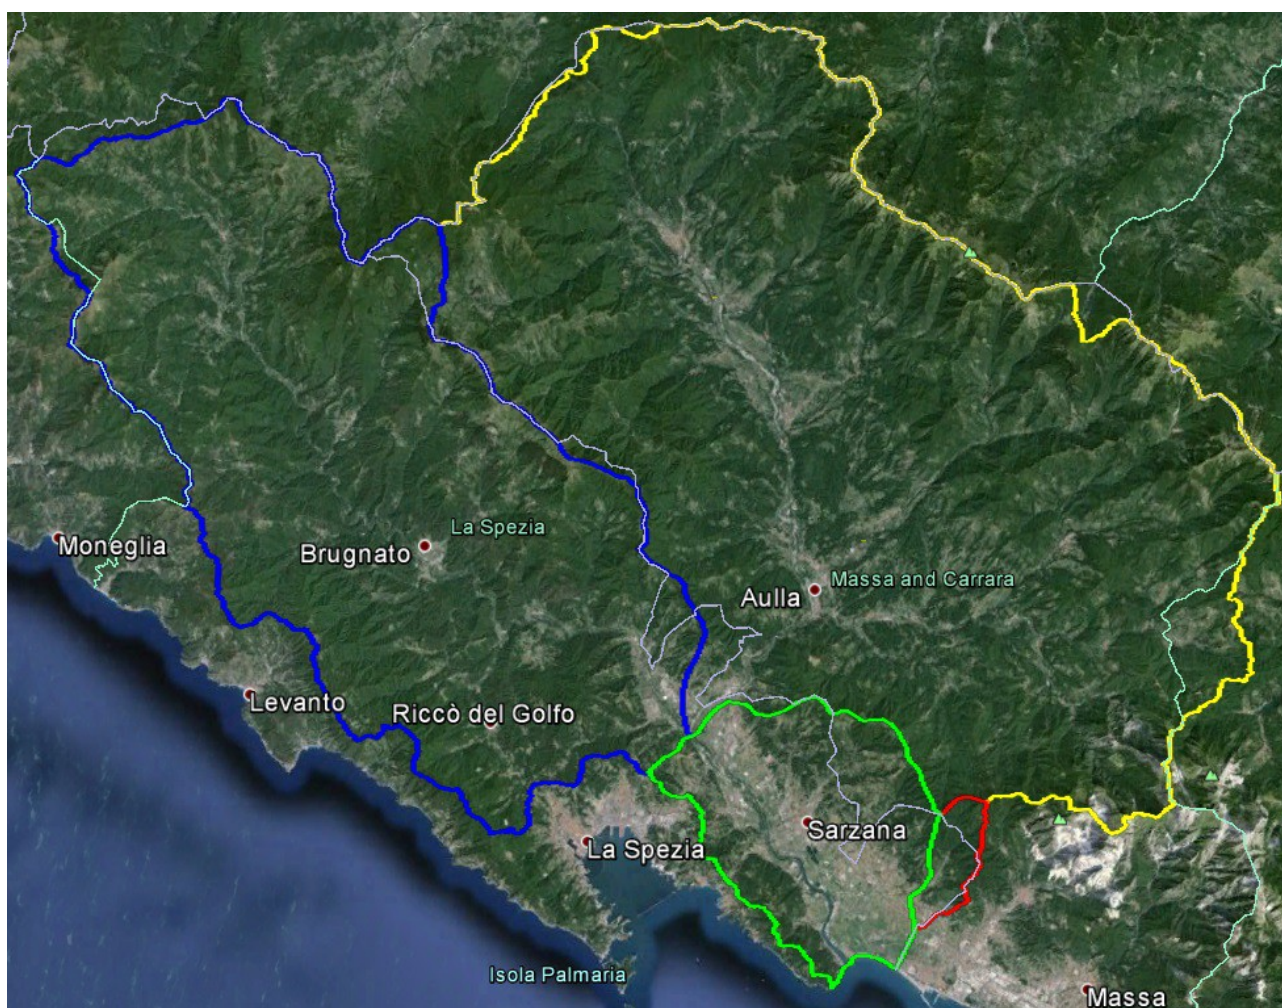 La Spezia
Moneglia
Brugnato
Massa and Carrara
Aulla
Levanto
Riccò del Golfo
Sarzana
La Spezia
Isola Palmaria
Massa